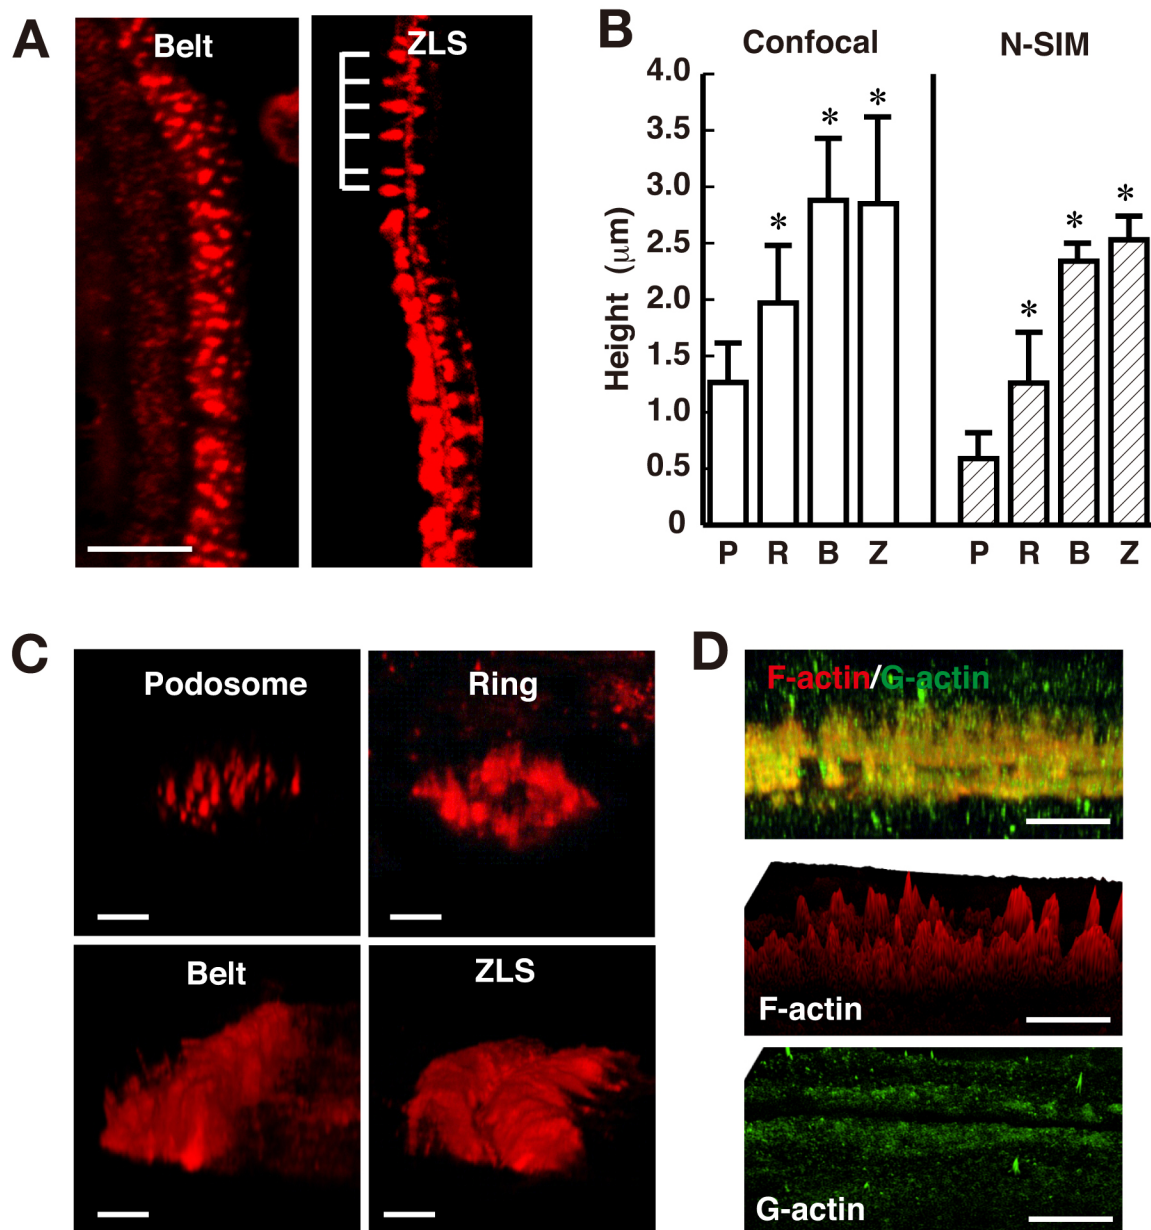 A
Belt
ZLS
B
Confocal
N-SIM
Height (μm)
4.0
3.5
3.0
2.5
2.0
1.5
1.0
0.5
0
* * * * * *
P R B Z P R B Z
C
Podosome
Ring
Belt
ZLS
D
F-actin/G-actin
F-actin
G-actin